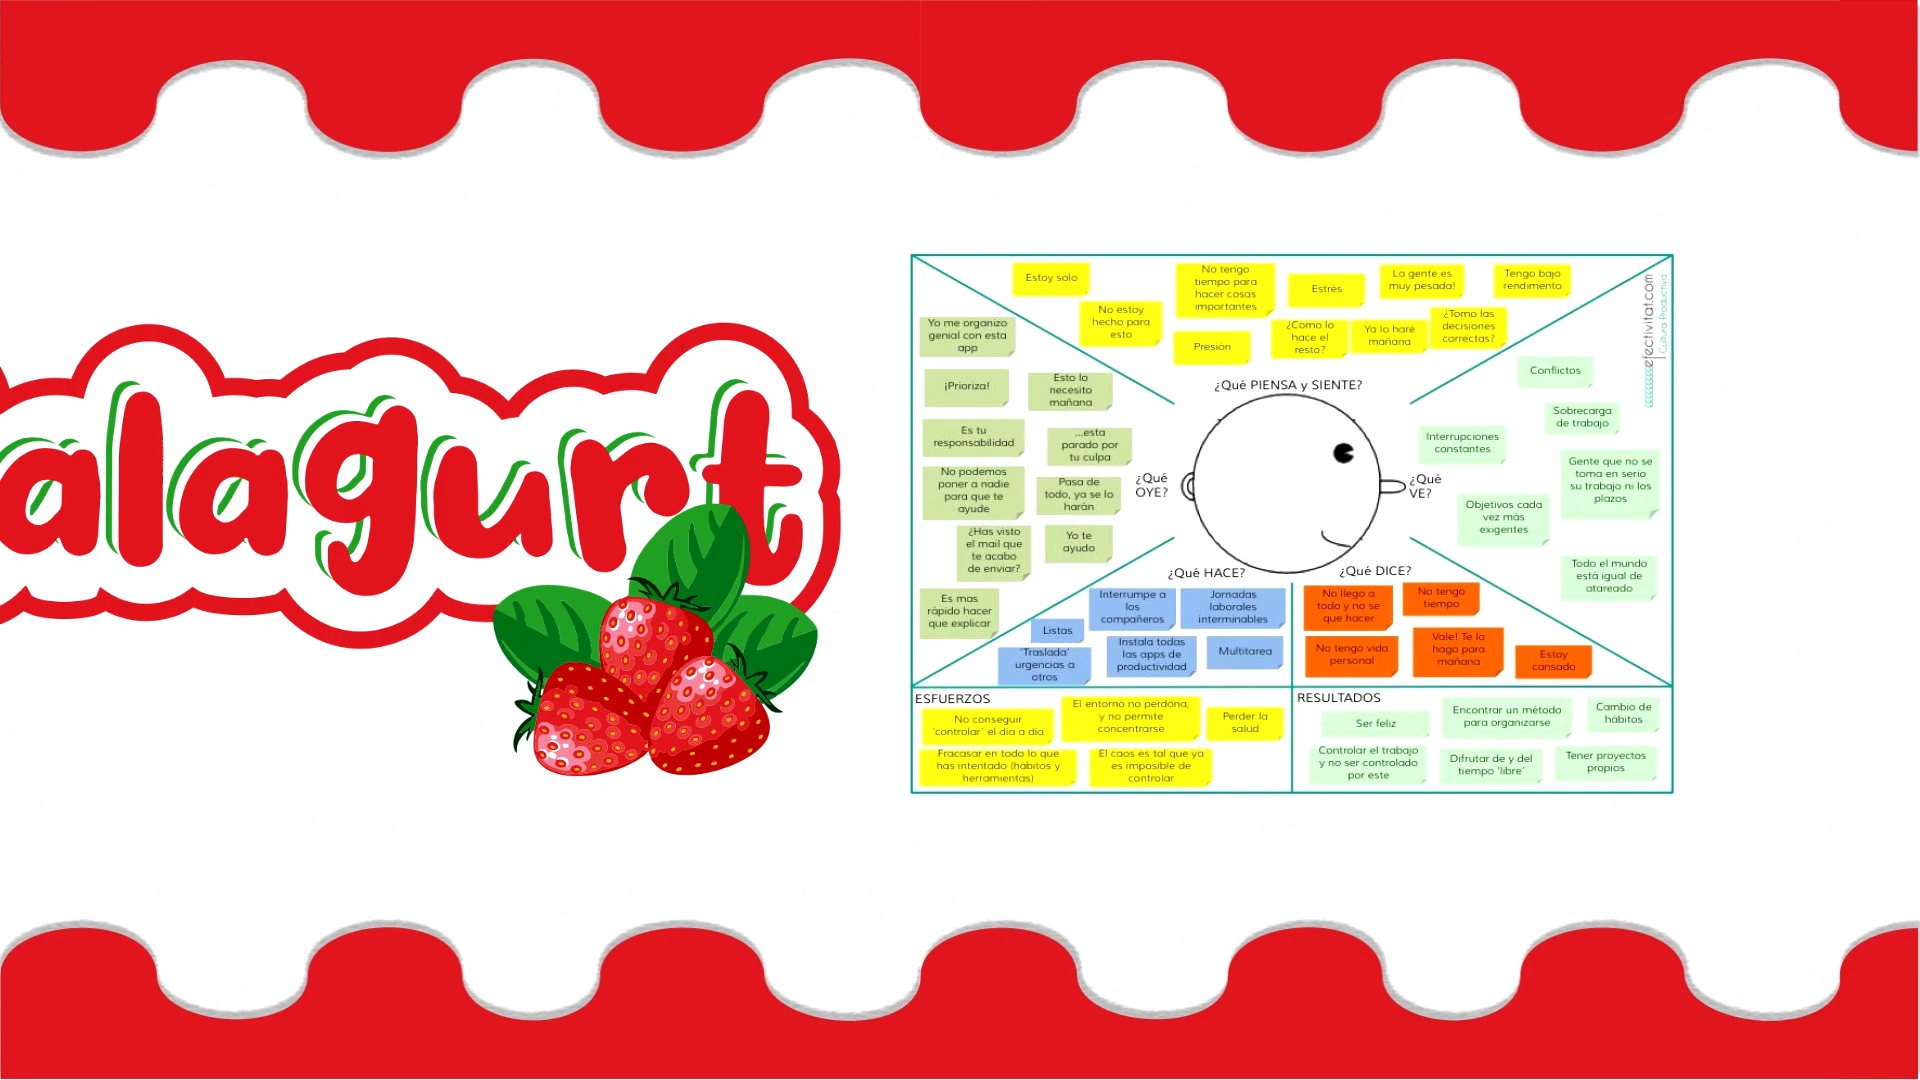 alagurt
Estoy solo
No tengo
tiempo para
hacer cosas
importantes
Estrés
La gente es
muy pesada!
Tengo bajo
rendimiento
No estoy
hecho para
esto
Presión
¿Como lo
hace el
resto?
Ya lo haré
mañana
¿Tomo las
decisiones
correctas?
efectivitat.com
Cultura Productiva
¿Qué PIENSA y SIENTE?
Yo me organizo
genial con esta
app
¡Prioriza!
Esto lo
necesito
mañana
Es tu
responsabilidad
...esta
parado por
tu culpa
No podemos
poner a nadie
para que te
ayude
Pasa de
todo, ya se lo
harán
¿Has visto
el mail que
te acabo
de enviar?
Yo te
ayudo
Es mas
rápido hacer
que explicar
¿Qué
OYE?
¿Qué
VE?
Conflictos
Sobrecarga
de trabajo
Interrupciones
constantes
Gente que no se
toma en serio
su trabajo ni los
plazos
Objetivos cada
vez más
exigentes
Todo el mundo
está igual de
atareado
¿Qué HACE?
Interrumpe a
los
compañeros
Jornadas
laborales
interminables
Listas
'Traslada'
urgencias a
otros
Instala todas
las apps de
productividad
Multitarea
¿Qué DICE?
No llego a
todo y no se
que hacer
No tengo
tiempo
No tengo vida
personal
Vale! Te lo
hago para
mañana
Estoy
cansado
ESFUERZOS
No conseguir
'controlar' el día a día
El entorno no perdona,
y no permite
concentrarse
Perder la
salud
Fracasar en todo lo que
has intentado (hábitos y
herramientas)
El caos es tal que ya
es imposible de
controlar
RESULTADOS
Ser feliz
Encontrar un método
para organizarse
Cambio de
hábitos
Controlar el trabajo
y no ser controlado
por este
Difrutar de y del
tiempo 'libre'
Tener proyectos
propios